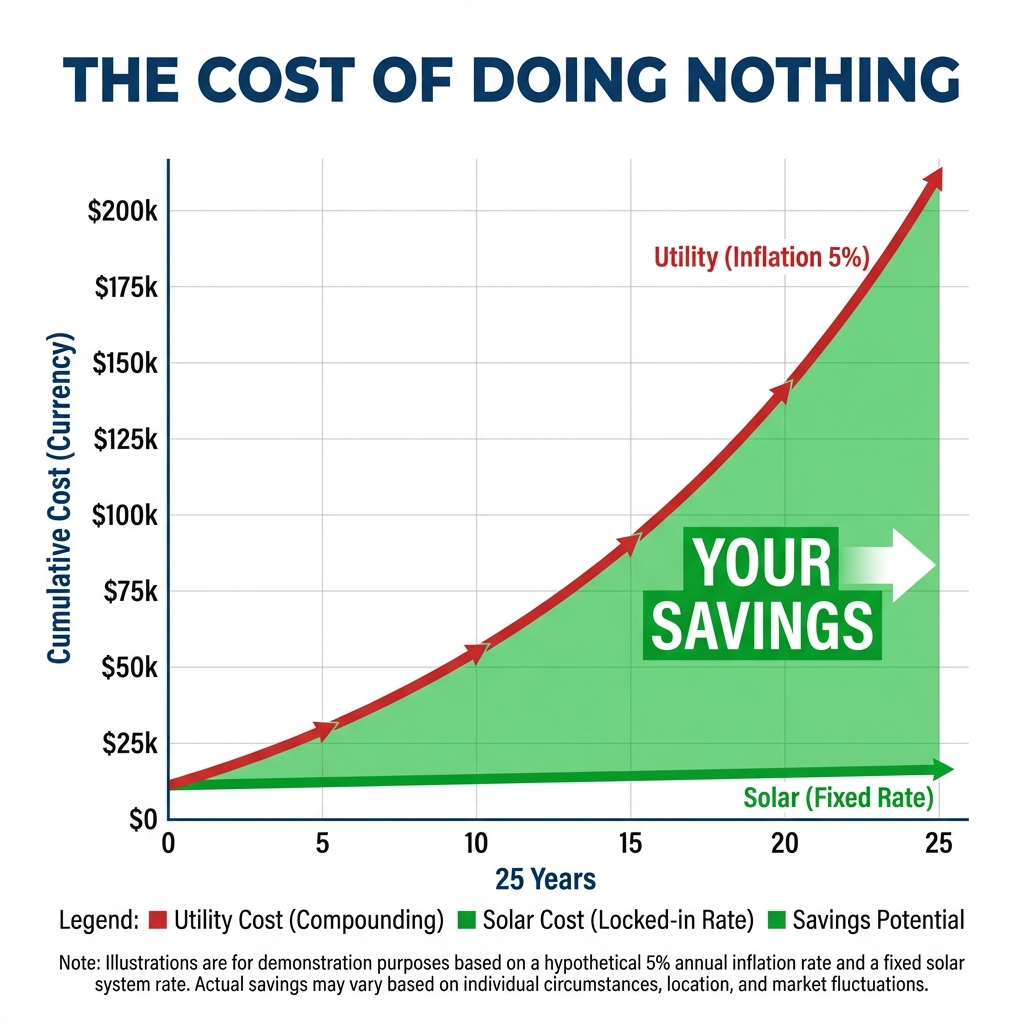 THE COST OF DOING NOTHING
Cumulative Cost (Currency)
$200k
$175k
$150k
$125k
$100k
$75k
$50k
$25k
$0
Utility (Inflation 5%)
YOUR
SAVINGS
Solar (Fixed Rate)
0 5 10 15 20 25
25 Years
Legend: Utility Cost (Compounding) Solar Cost (Locked-in Rate) Savings Potential
Note: Illustrations are for demonstration purposes based on a hypothetical 5% annual inflation rate and a fixed solar
system rate. Actual savings may vary based on individual circumstances, location, and market fluctuations.